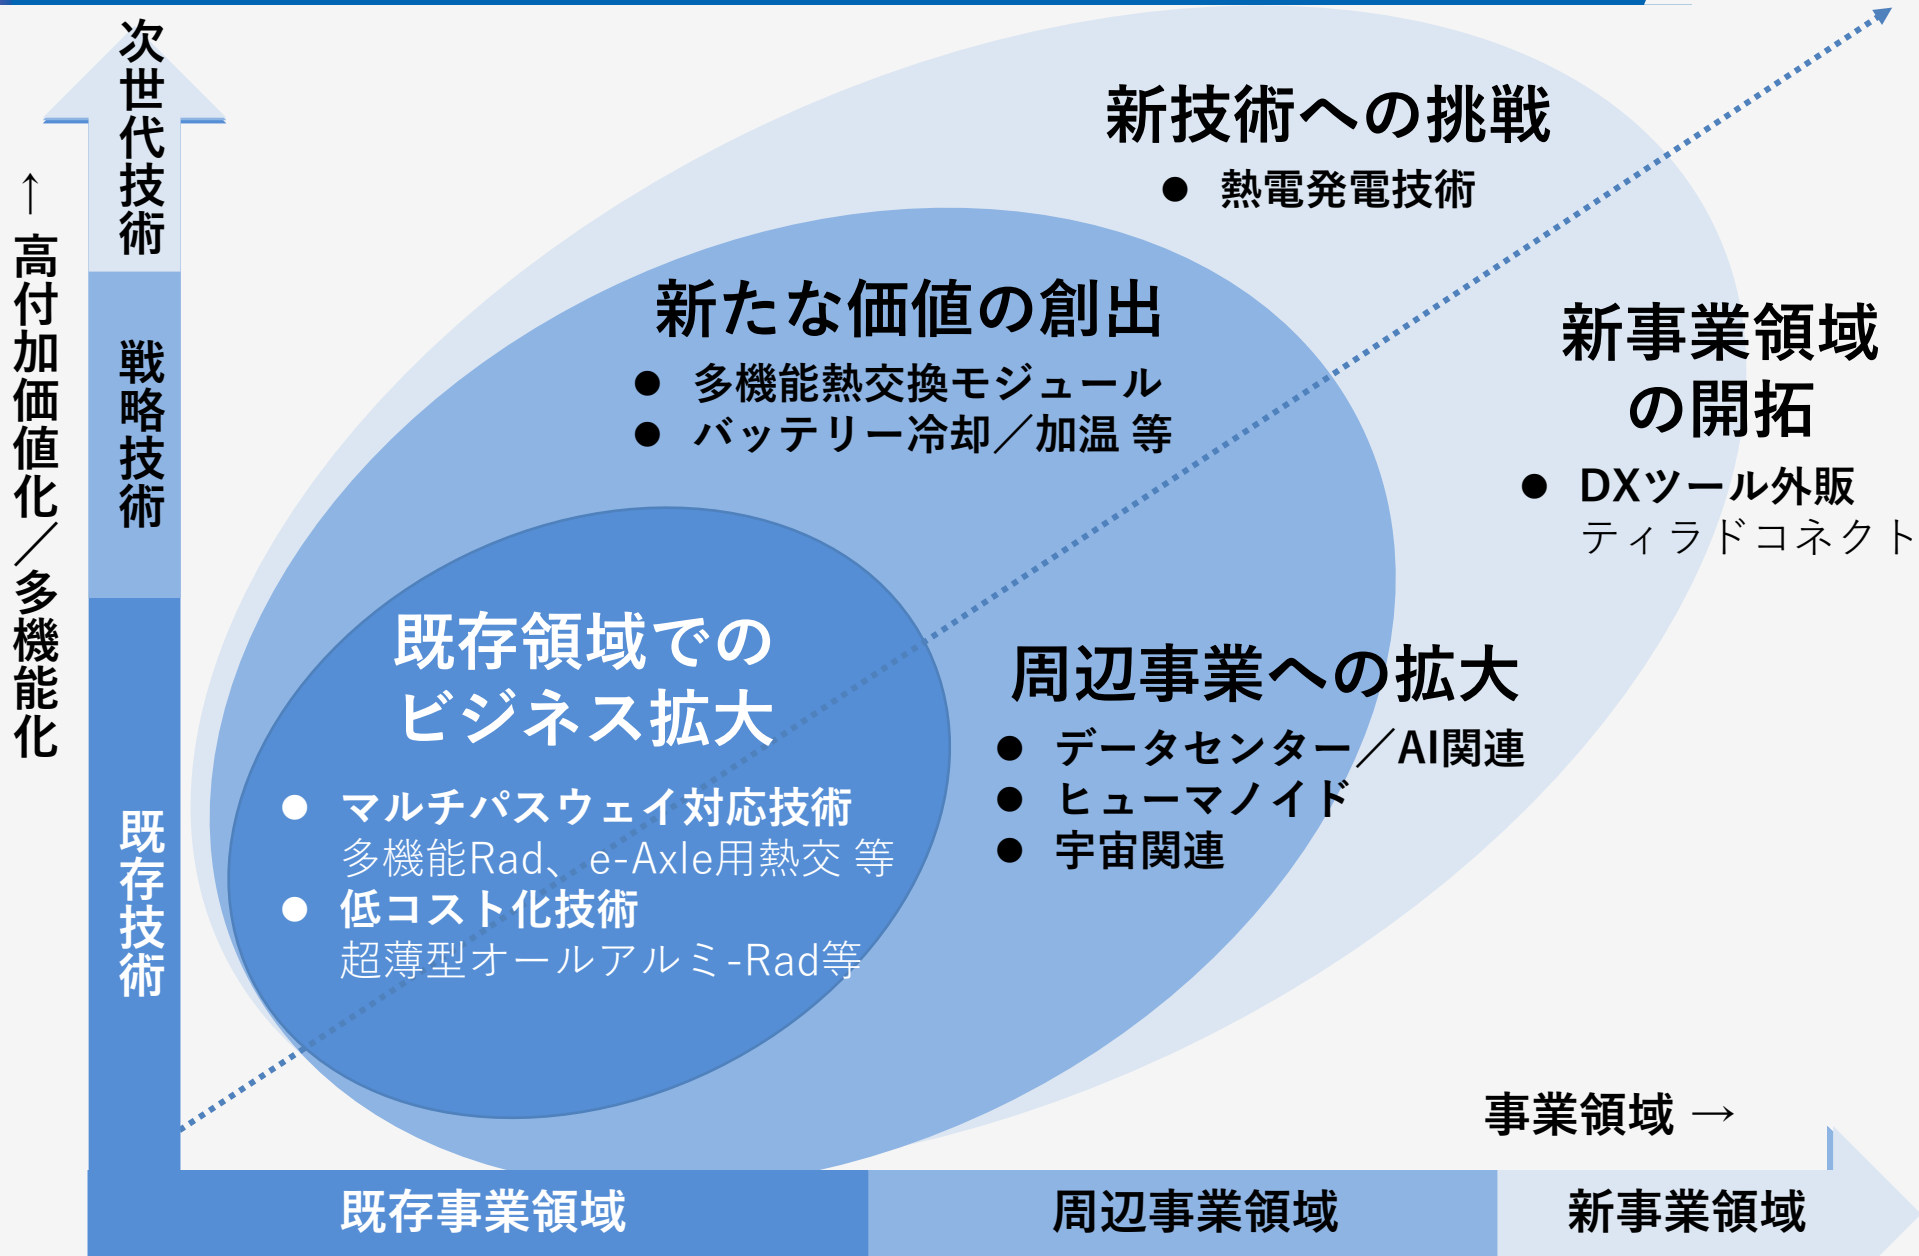 次世代技術
戦略技術
既存技術
↑高付加価値化／多機能化
新技術への挑戦
● 熱電発電技術
新たな価値の創出
● 多機能熱交換モジュール
● バッテリー冷却／加温 等
新事業領域
の開拓
● DXツール外販
ティラドコネクト
既存領域での
ビジネス拡大
● マルチパスウェイ対応技術
多機能Rad、e-Axle用熱交 等
● 低コスト化技術
超薄型オールアルミ-Rad等
周辺事業への拡大
● データセンター／AI関連
● ヒューマノイド
● 宇宙関連
事業領域 →
既存事業領域
周辺事業領域
新事業領域